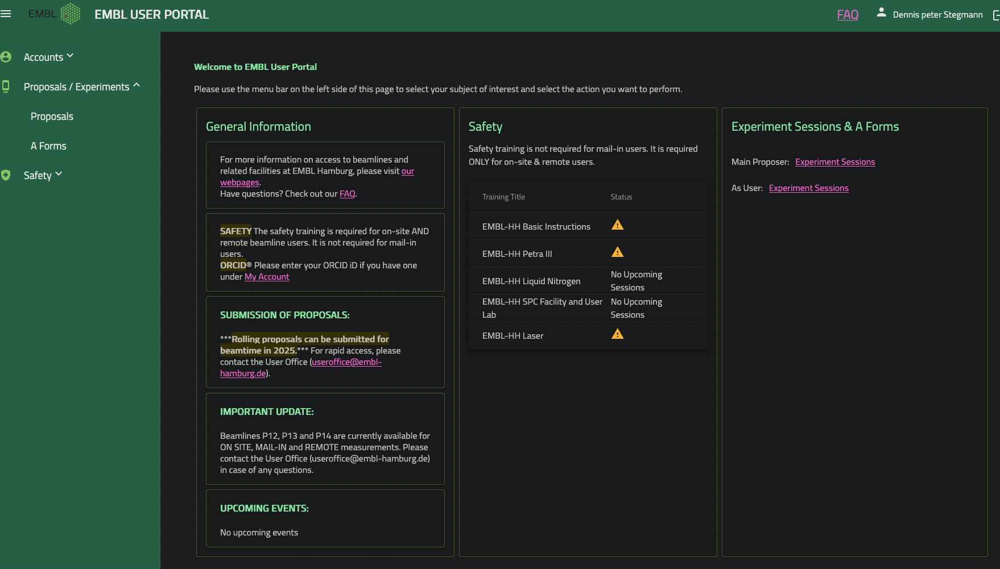 EMBL
EMBL USER PORTAL
FAQ
Dennis peter Stegmann
Accounts
Proposals / Experiments
Proposals
A Forms
Safety
Welcome to EMBL User Portal
Please use the menu bar on the left side of this page to select your subject of interest and select the action you want to perform.
General Information
For more information on access to beamlines and
related facilities at EMBL Hamburg, please visit our
webpages.
Have questions? Check out our FAQ.
SAFETY The safety training is required for on-site AND
remote beamline users. It is not required for mail-in
users.
ORCID® Please enter your ORCID iD if you have one
under My Account
SUBMISSION OF PROPOSALS:
***Rolling proposals can be submitted for
beamtime in 2025.*** For rapid access, please
contact the User Office (useroffice@embl-
hamburg.de).
IMPORTANT UPDATE:
Beamlines P12, P13 and P14 are currently available for
ON SITE, MAIL-IN and REMOTE measurements. Please
contact the User Office (useroffice@embl-hamburg.de)
in case of any questions.
UPCOMING EVENTS:
No upcoming events
Safety
Safety training is not required for mail-in users. It is required
ONLY for on-site & remote users.
Training Title Status
EMBL-HH Basic Instructions
EMBL-HH Petra III
EMBL-HH Liquid Nitrogen No Upcoming
Sessions
EMBL-HH SPC Facility and User No Upcoming
Lab Sessions
EMBL-HH Laser
Experiment Sessions & A Forms
Main Proposer: Experiment Sessions
As User: Experiment Sessions